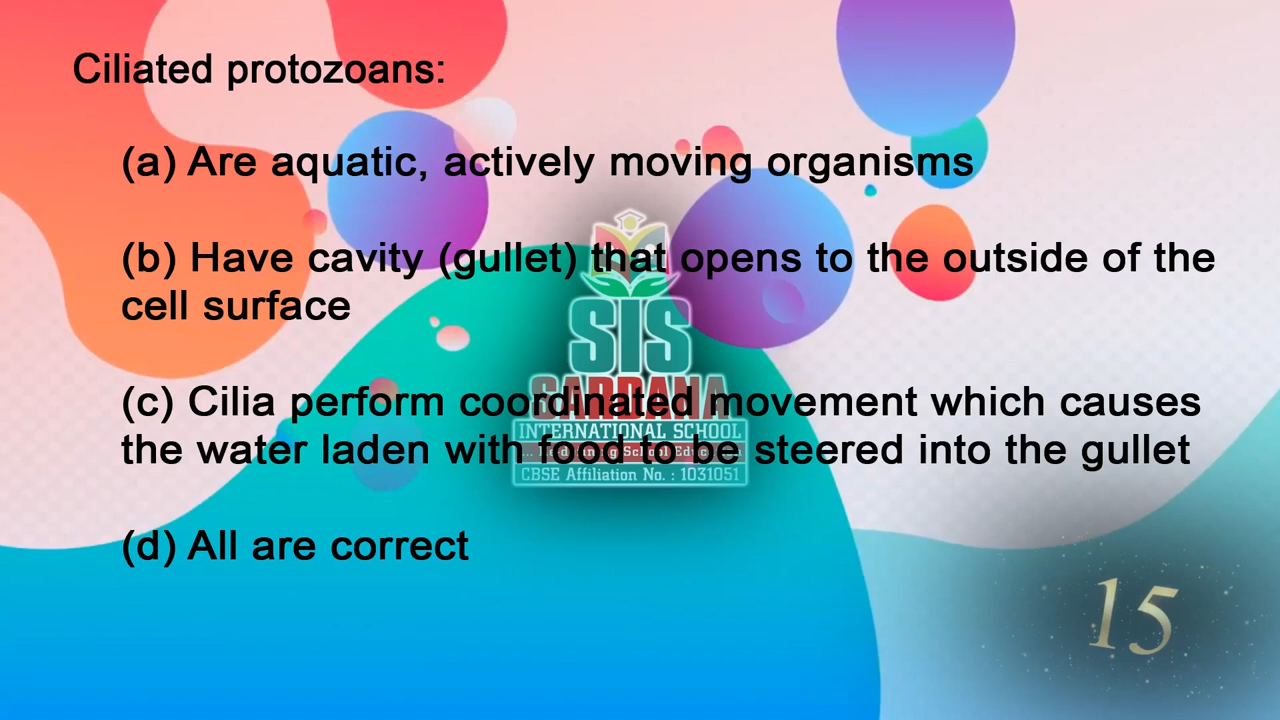 Ciliated protozoans:
(a) Are aquatic, actively moving organisms
(b) Have cavity (gullet) that opens to the outside of the
cell surface
(c) Cilia perform coordinated movement which causes
the water laden with food to be steered into the gullet
(d) All are correct
SIS
SARDANA
INTERNATIONAL SCHOOL
CBSE Affiliation No. : 1031051
15